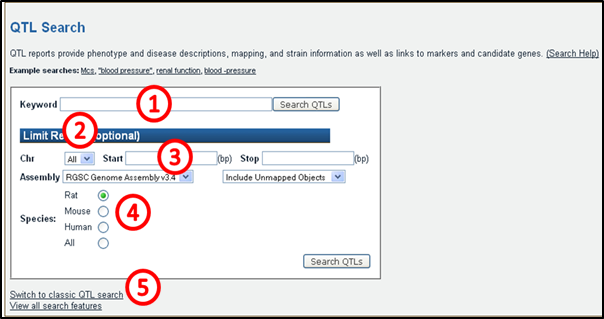 QTL Search
QTL reports provide phenotype and disease descriptions, mapping, and strain information as well as links to markers and candidate genes. (Search Help)
Example searches: Mcs, "blood pressure", renal function, blood -pressure
Keyword 1 Search QTLs
Limit Re 2 optional)
Chr All Start 3 (bp) Stop (bp)
Assembly RGSC Genome Assembly v3.4 Include Unmapped Objects
Rat
Mouse 4
Species: Human
All
Search QTLs
5
Switch to classic QTL search
View all search features